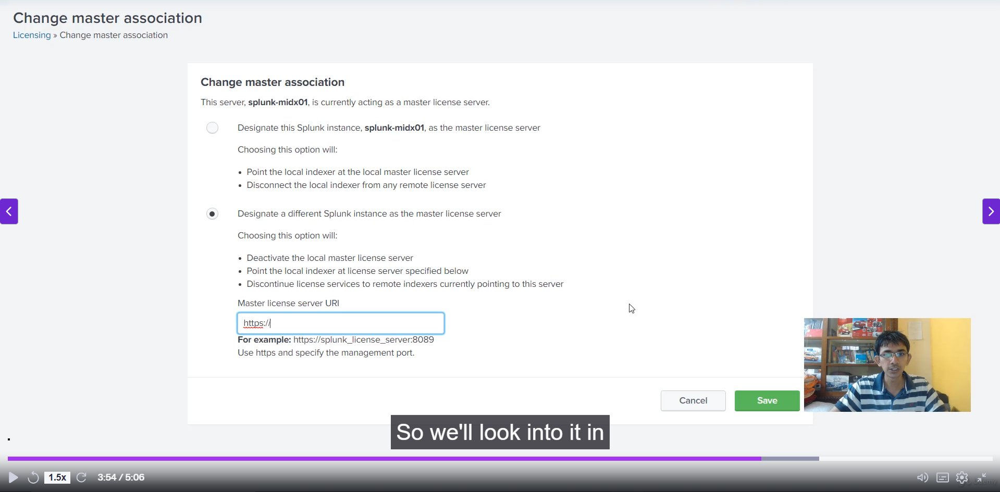 Change master association
Licensing » Change master association
Change master association
This server, splunk-midx01, is currently acting as a master license server.
Designate this Splunk instance, splunk-midx01, as the master license server
Choosing this option will:
• Point the local indexer at the local master license server
• Disconnect the local indexer from any remote license server
Designate a different Splunk instance as the master license server
Choosing this option will:
• Deactivate the local master license server
• Point the local indexer at license server specified below
• Discontinue license services to remote indexers currently pointing to this server
Master license server URI
https://
For example: https://splunk_license_server:8089
Use https and specify the management port.
Cancel
Save
So we'll look into it in
1.5x
3:54 / 5:06